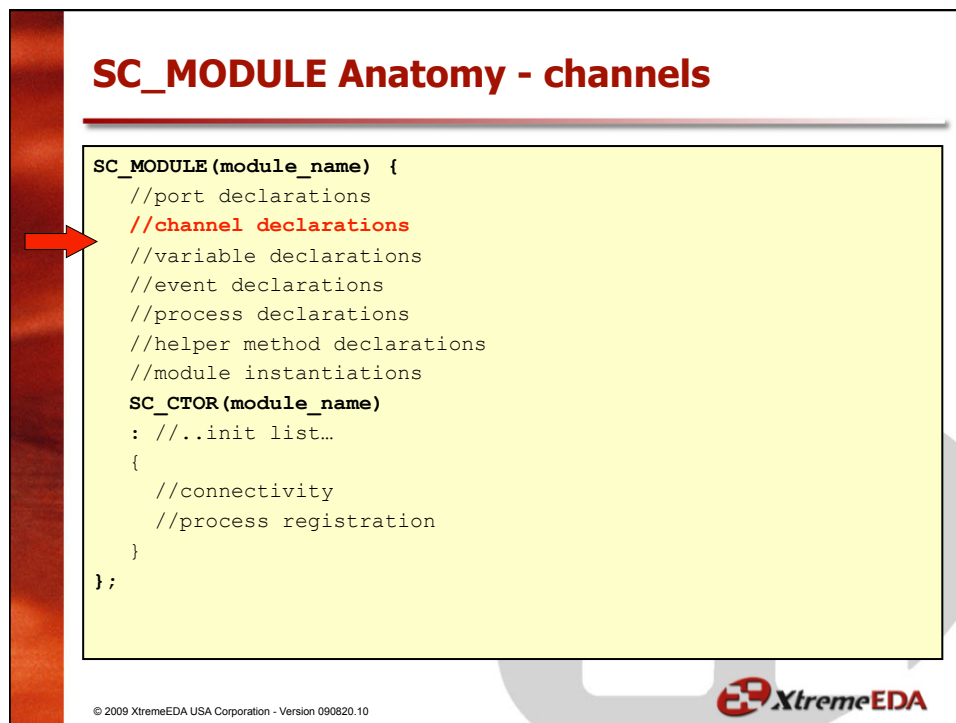 SC_MODULE Anatomy - channels
SC_MODULE(module_name) {
//port declarations
//channel declarations
//variable declarations
//event declarations
//process declarations
//helper method declarations
//module instantiations
SC_CTOR(module_name)
: //..init list…
{
//connectivity
//process registration
}
};
© 2009 XtremeEDA USA Corporation - Version 090820.10
XtremeEDA